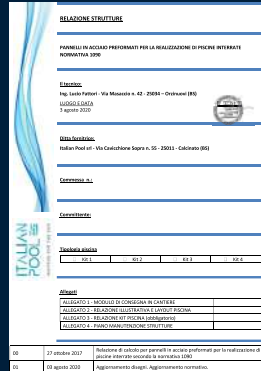 RELAZIONE STRUTTURE
PANNELLI IN ACCIAIO PREFORMATI PER LA REALIZZAZIONE DI PISCINE INTERRATE
NORMATIVA 1090
Il tecnico:
Ing. Lucio Fattori - Via Masaccio n. 42 - 25034 – Orzinuovi (BS)
LUOGO E DATA
3 agosto 2020
Ditta fornitrice:
Italian Pool srl - Via Cavicchione Sopra n. 55 - 25011 - Calcinato (BS)
Commessa n.:
Committente:
ITALIAN POOL
Tipologia piscina
Kit 1 Kit 2 Kit 3 Kit 4
Allegati
ALLEGATO 1 - MODULO DI CONSEGNA IN CANTIERE
ALLEGATO 2 - RELAZIONE ILLUSTRATIVA E LAYOUT PISCINA
ALLEGATO 3 - RELAZIONE KIT PISCINA (obbligatorio)
ALLEGATO 4 - PIANO MANUTENZIONE STRUTTURE
00 27 ottobre 2017 Relazione di calcolo per pannelli in acciaio preformati per la realizzazione di
piscine interrate secondo la normativa 1090
01 03 agosto 2020 Aggiornamento disegni. Aggiornamento normativo.